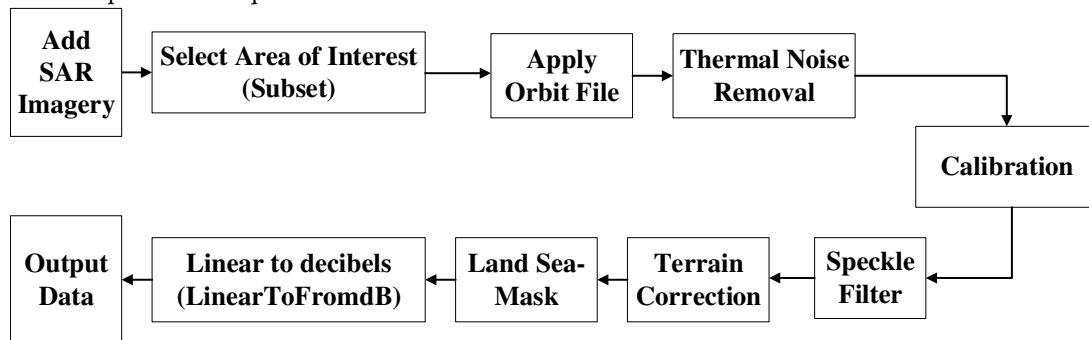 Add
SAR
Imagery
Select Area of Interest
(Subset)
Apply
Orbit File
Thermal Noise
Removal
Calibration
Speckle
Filter
Terrain
Correction
Land Sea-
Mask
Linear to decibels
(LinearToFromdB)
Output
Data